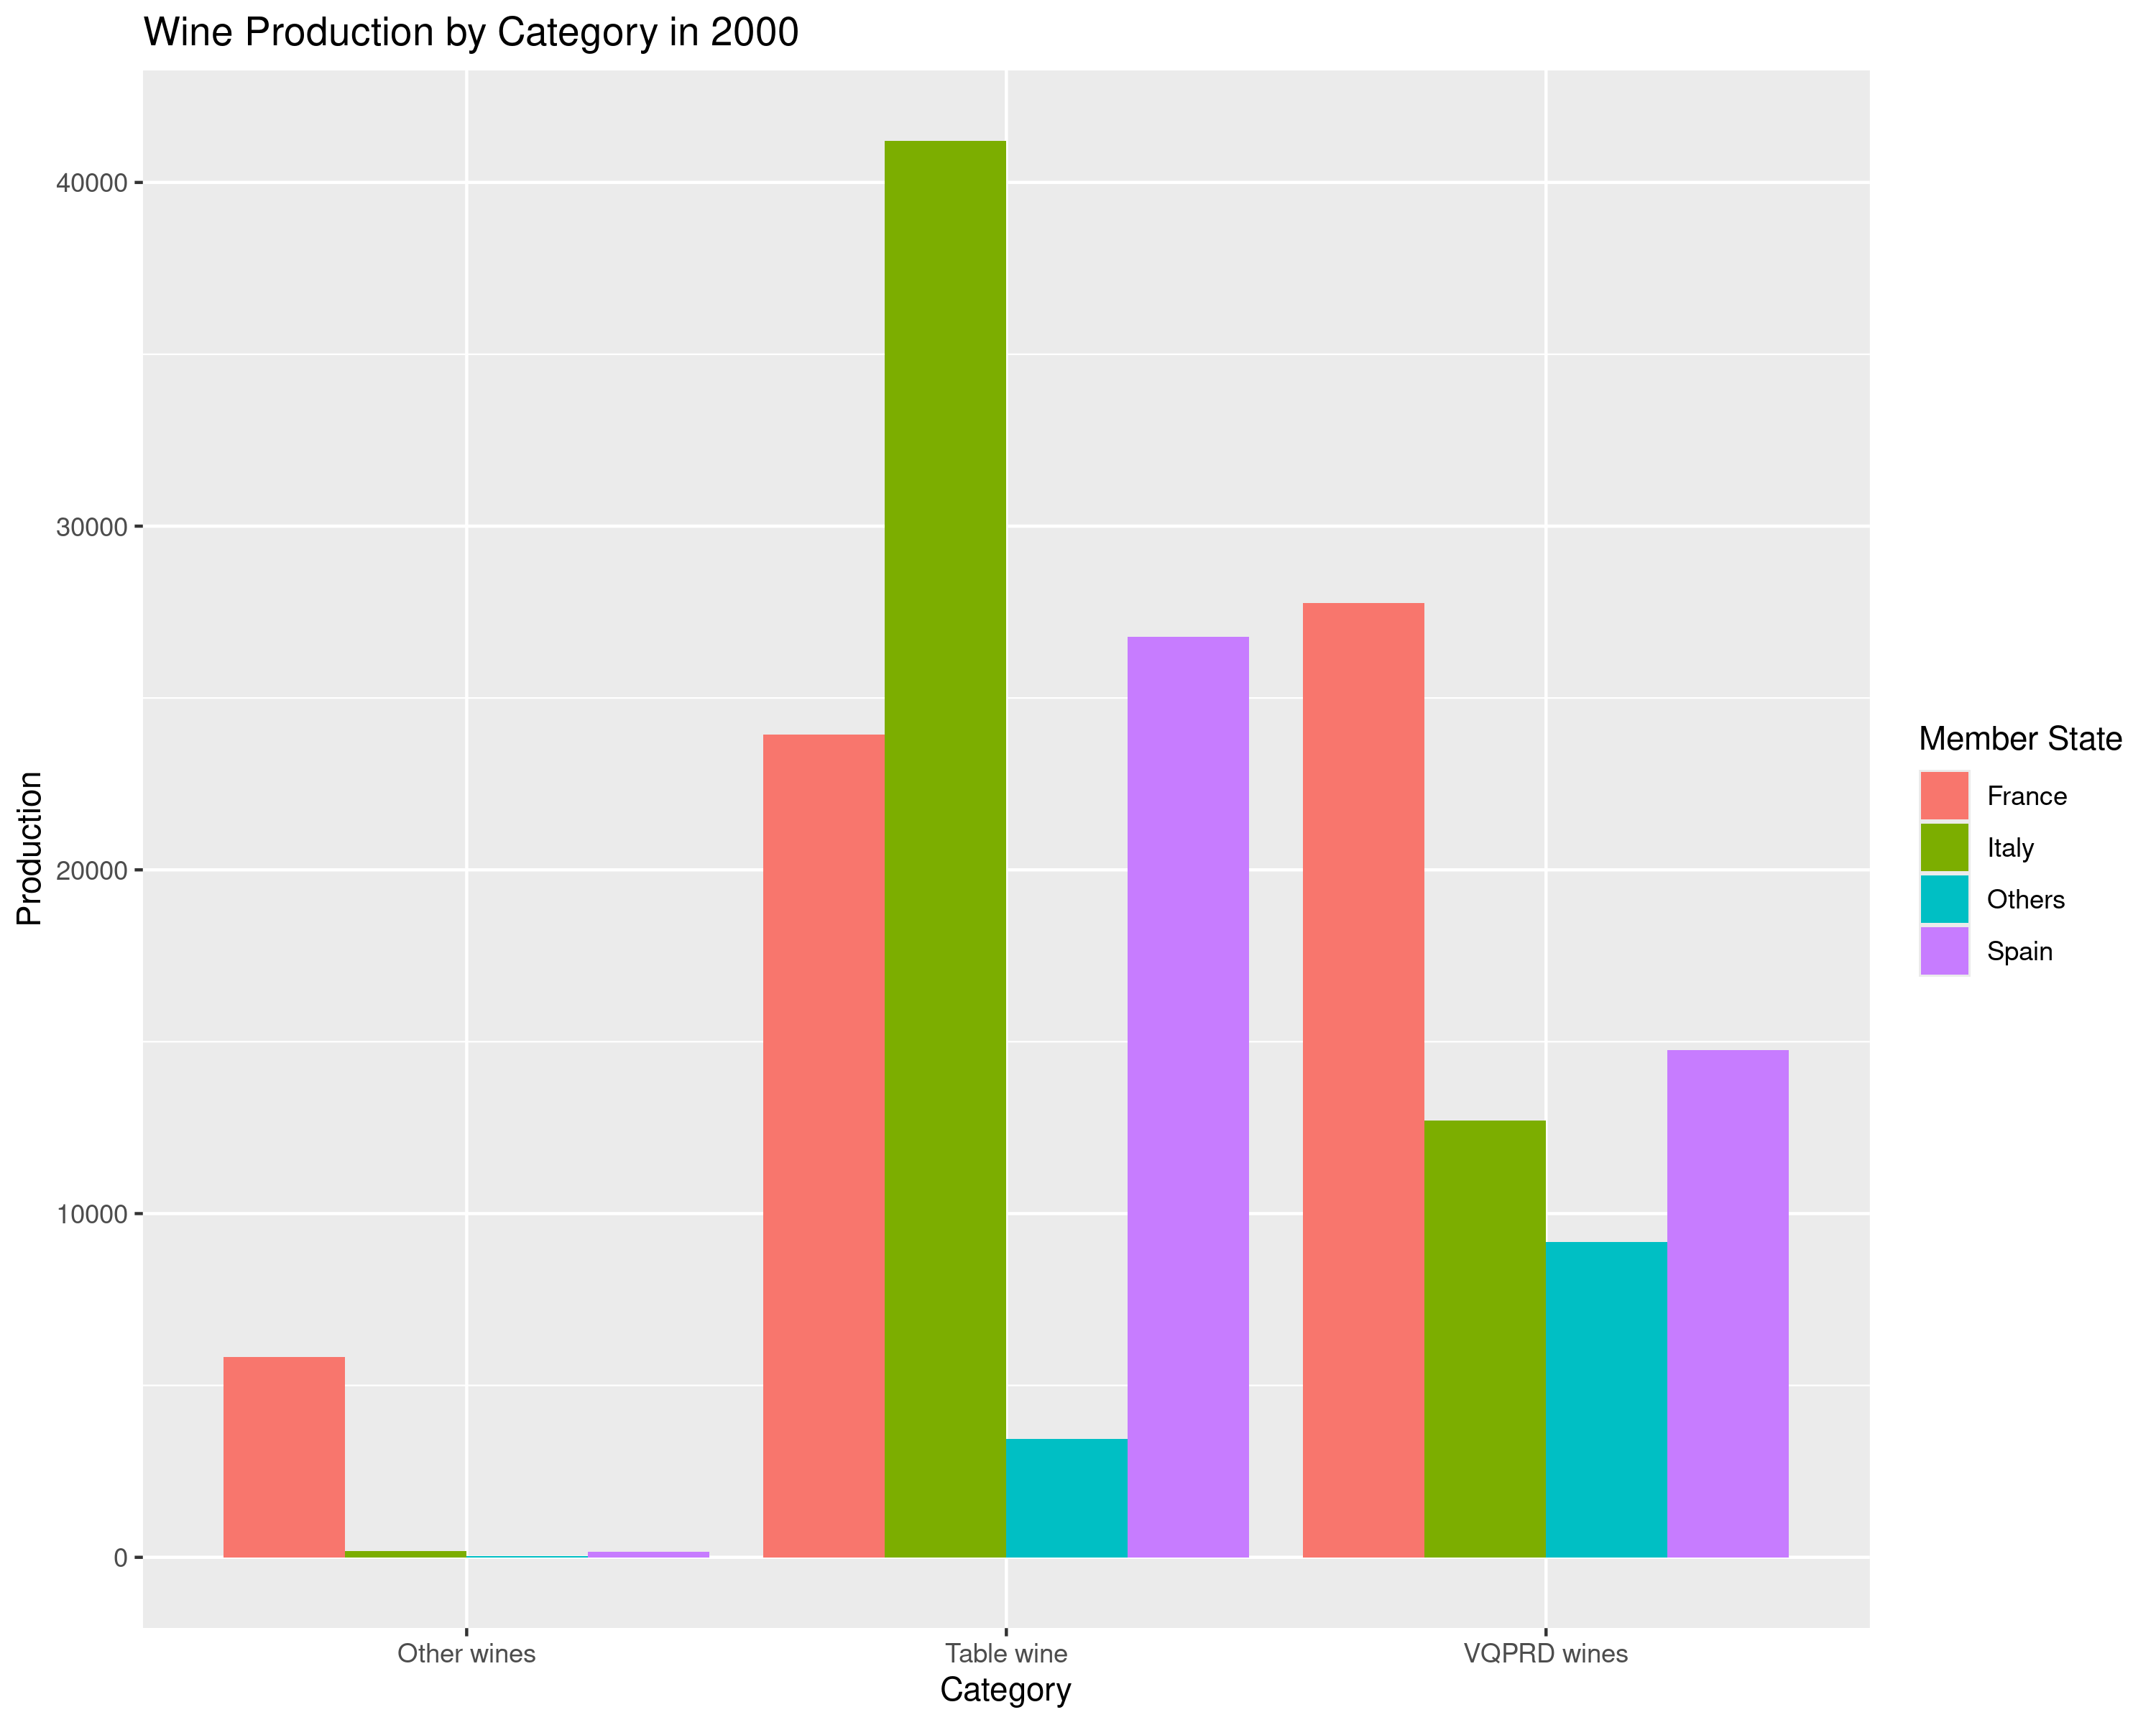 Wine Production by Category in 2000
Production
40000
30000
20000
10000
0
Other wines
Table wine
VQPRD wines
Category
Member State
France
Italy
Others
Spain